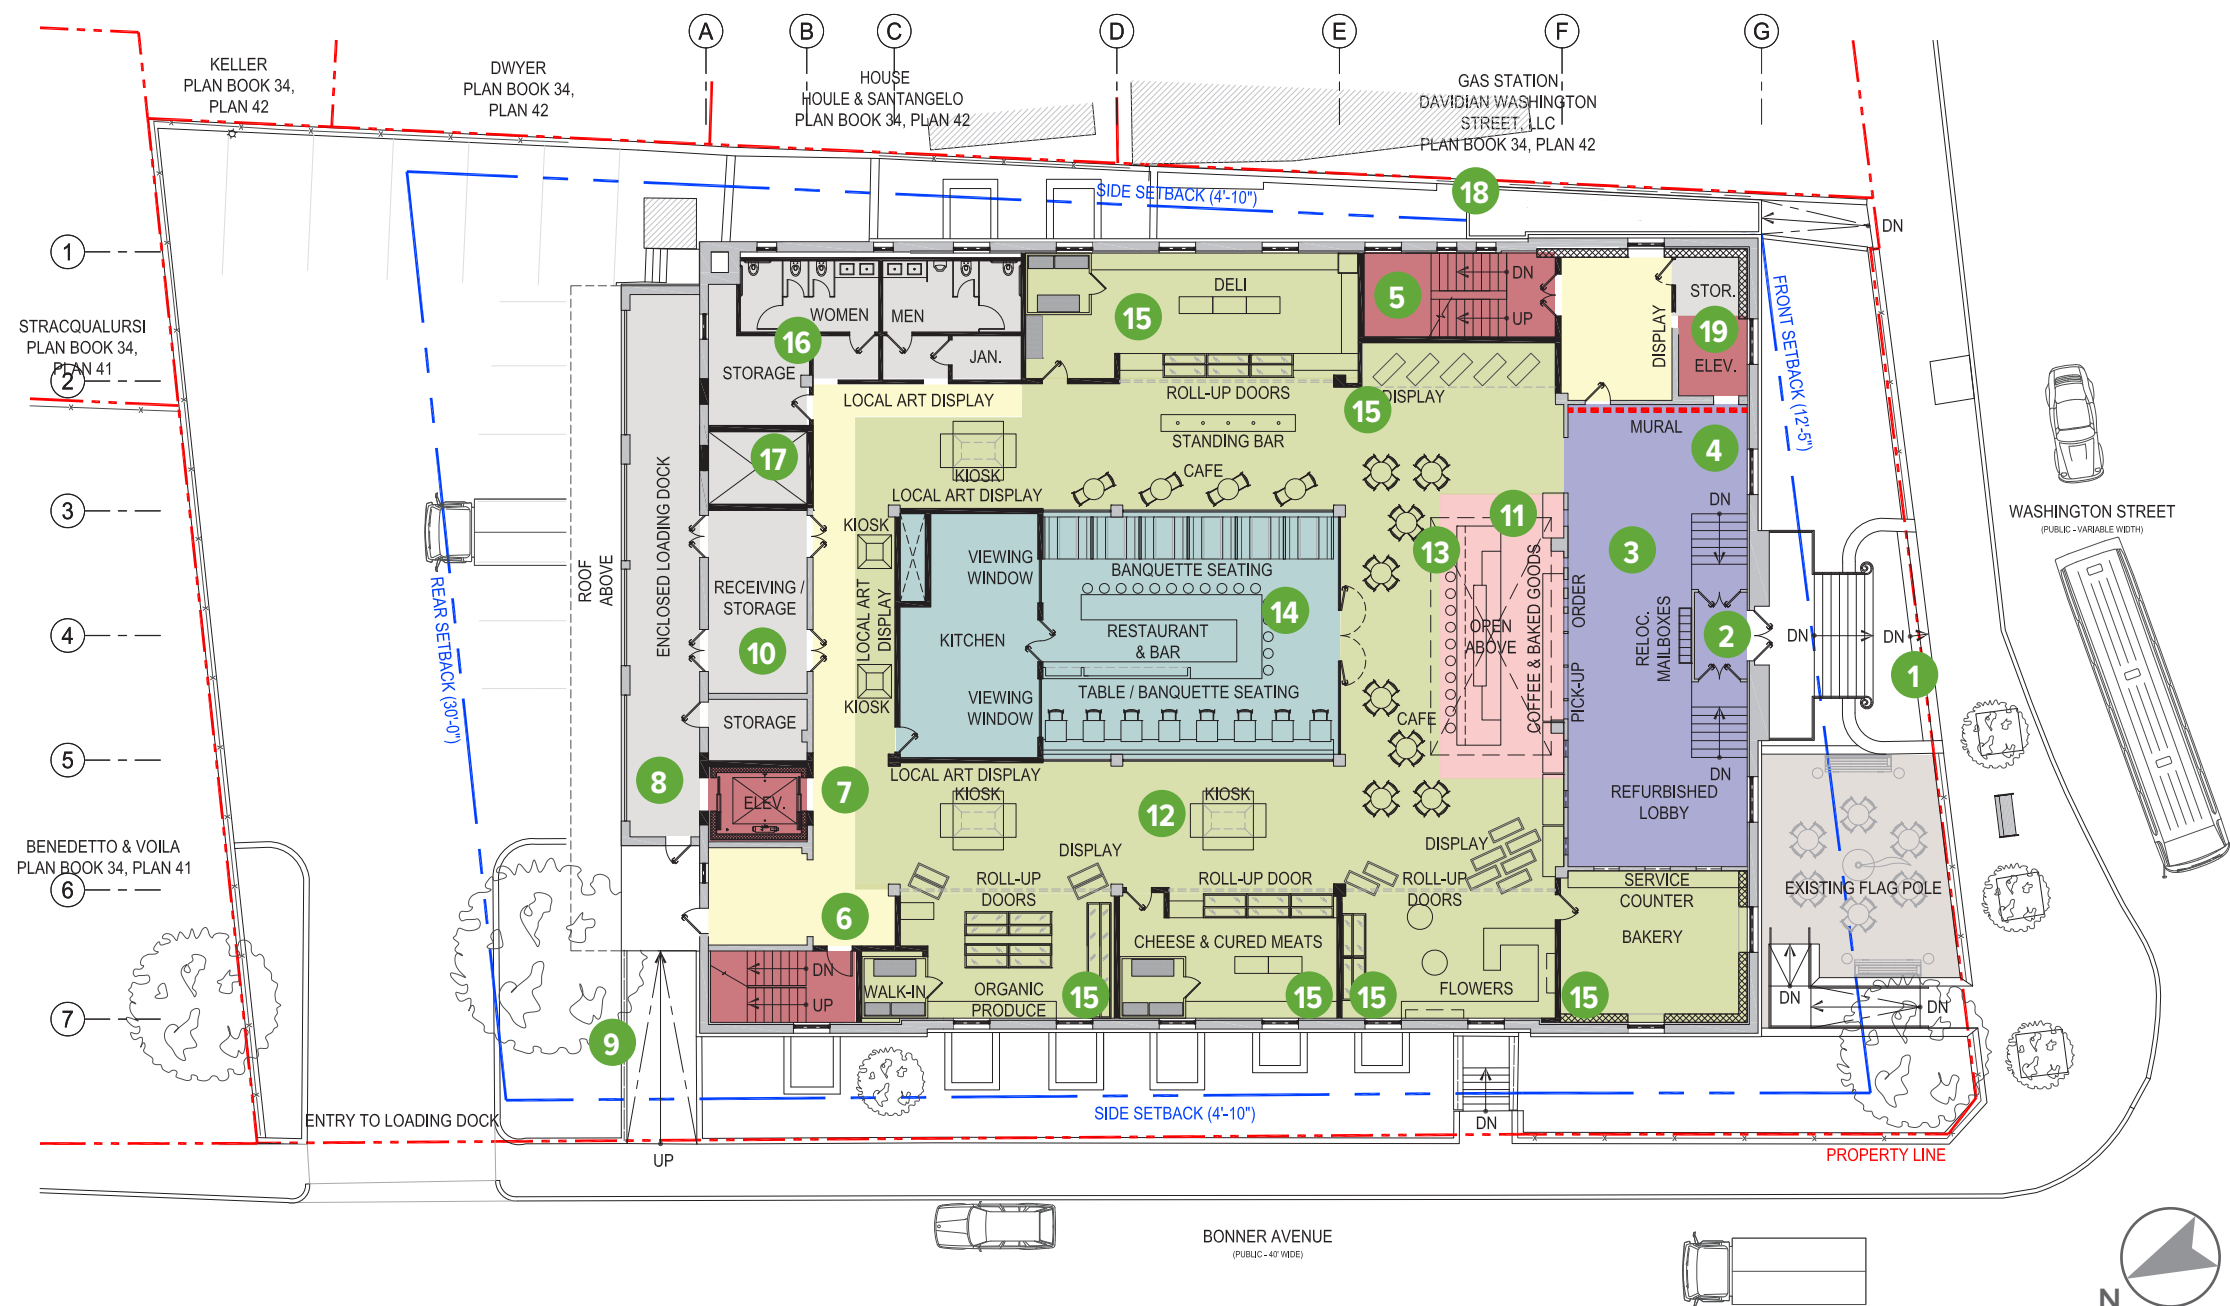 A
B
C
D
E
F
G
KELLER
PLAN BOOK 34,
PLAN 42
DWYER
PLAN BOOK 34,
PLAN 42
HOUSE
HOULE & SANTANGELO
PLAN BOOK 34, PLAN 42
GAS STATION
DAVIDIAN WASHINGTON
STREET, LLC
PLAN BOOK 34, PLAN 42
SIDE SETBACK (4'-10")
18
DN
1
STRACQUALURSI
PLAN BOOK 34,
PLAN 41
2
3
4
5
BENEDETTO & VOILA
PLAN BOOK 34, PLAN 41
6
7
REAR SETBACK (30'-0")
ROOF
ABOVE
ENCLOSED LOADING DOCK
8
WOMEN
MEN
16
STORAGE
JAN.
17
RECEIVING /
STORAGE
10
STORAGE
ELEV.
7
6
DN
UP
9
UP
ENTRY TO LOADING DOCK
DELI
15
ROLL-UP DOORS
5
DN
UP
DISPLAY
STOR.
19
ELEV.
FRONT SETBACK (12'-5")
LOCAL ART DISPLAY
15
DISPLAY
STANDING BAR
KIOSK
CAFE
LOCAL ART DISPLAY
KIOSK
LOCAL ART
DISPLAY
KIOSK
VIEWING
WINDOW
KITCHEN
VIEWING
WINDOW
BANQUETTE SEATING
14
RESTAURANT
& BAR
TABLE / BANQUETTE SEATING
11
13
OPEN
ABOVE
COFFEE & BAKED GOODS
ORDER
PICK-UP
CAFE
MURAL
4
DN
3
RELOC.
MAILBOXES
2
DN
REFURBISHED
LOBBY
DN
DN
1
WASHINGTON STREET
(PUBLIC - VARIABLE WIDTH)
LOCAL ART DISPLAY
KIOSK
12
KIOSK
DISPLAY
DISPLAY
ROLL-UP
DOORS
ROLL-UP DOOR
ROLL-UP
DOORS
SERVICE
COUNTER
BAKERY
15
WALK-IN
ORGANIC
PRODUCE
15
CHEESE & CURED MEATS
15
15
FLOWERS
EXISTING FLAG POLE
DN
DN
SIDE SETBACK (4'-10")
DN
PROPERTY LINE
BONNER AVENUE
(PUBLIC - 40' WIDE)
N